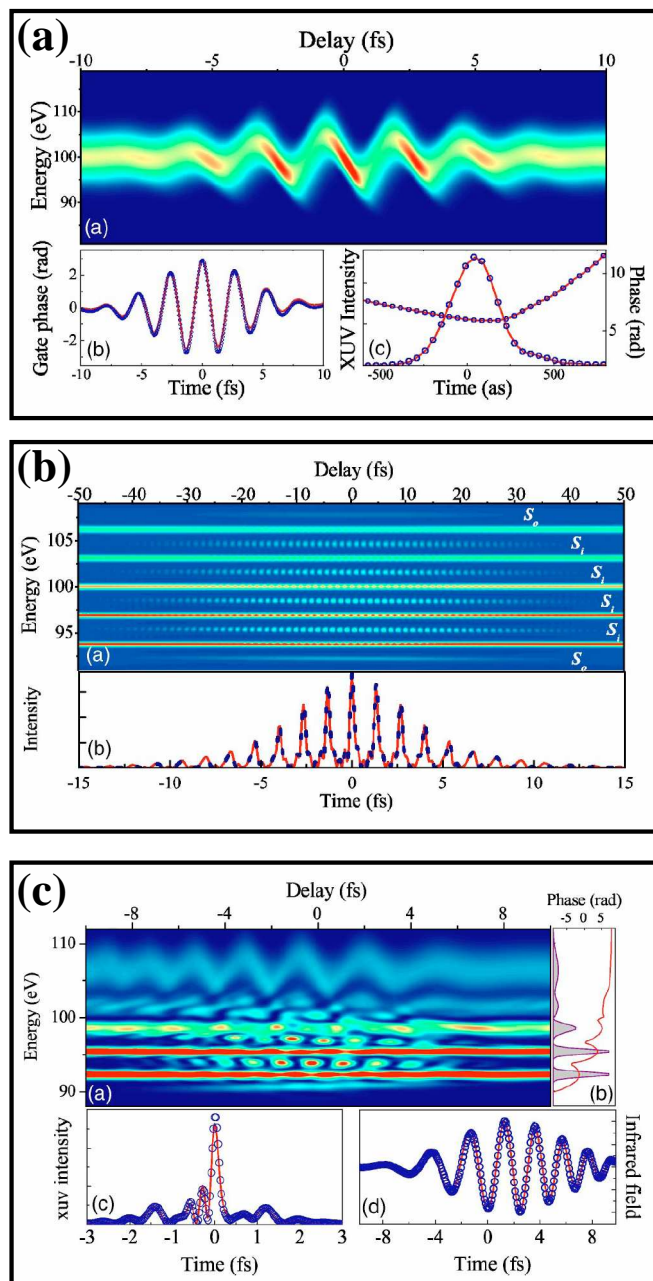 (a)
Delay (fs)
-10 -5 0 5 10
Energy (eV)
110
100
90
(a)
Gate phase (rad)
2
0
-2
(b)
-10 -5 0 5 10
Time (fs)
XUV Intensity
(c)
10
5
Phase (rad)
-500 0 500
Time (as)
(b)
Delay (fs)
-50 -40 -30 -20 -10 0 10 20 30 40 50
Energy (eV)
105
100
95
So
Si
Si
Si
Si
So
(a)
Intensity
(b)
-15 -10 -5 0 5 10 15
Time (fs)
(c)
Delay (fs)
-8 -4 0 4 8
Phase (rad)
-5 0 5
Energy (eV)
110
100
90
(a)
(b)
xuv intensity
(c)
-3 -2 -1 0 1 2 3
Time (fs)
(d)
Infrared field
-8 -4 0 4 8
Time (fs)